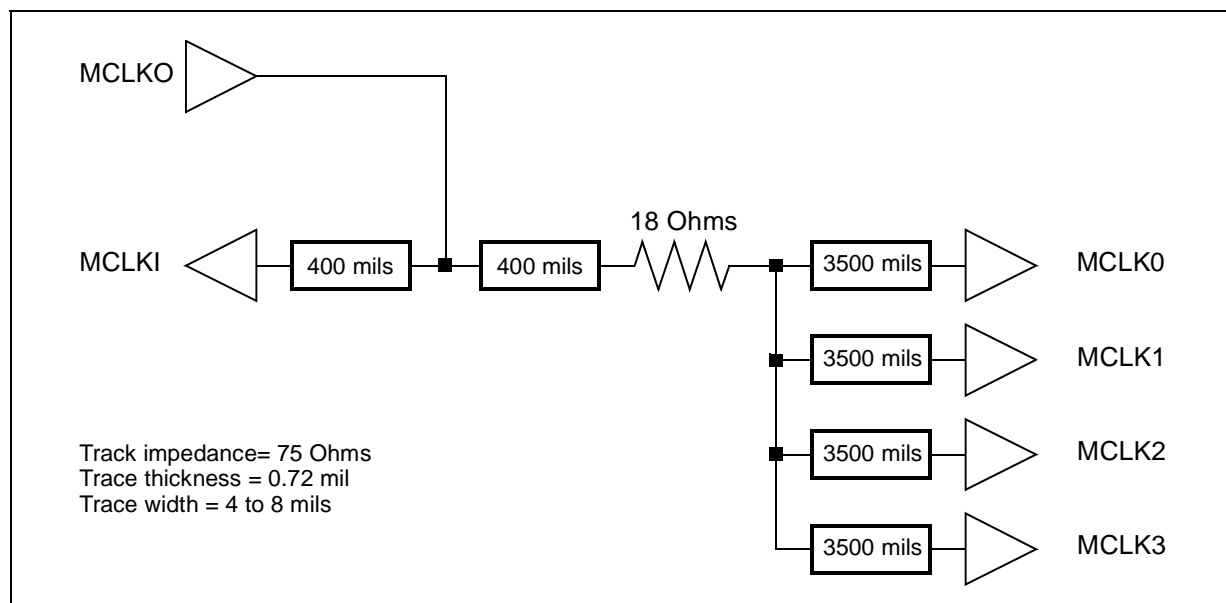 MCLKO
18 Ohms
MCLKI
400 mils
400 mils
3500 mils
MCLK0
3500 mils
MCLK1
3500 mils
MCLK2
3500 mils
MCLK3
Track impedance= 75 Ohms
Trace thickness = 0.72 mil
Trace width = 4 to 8 mils